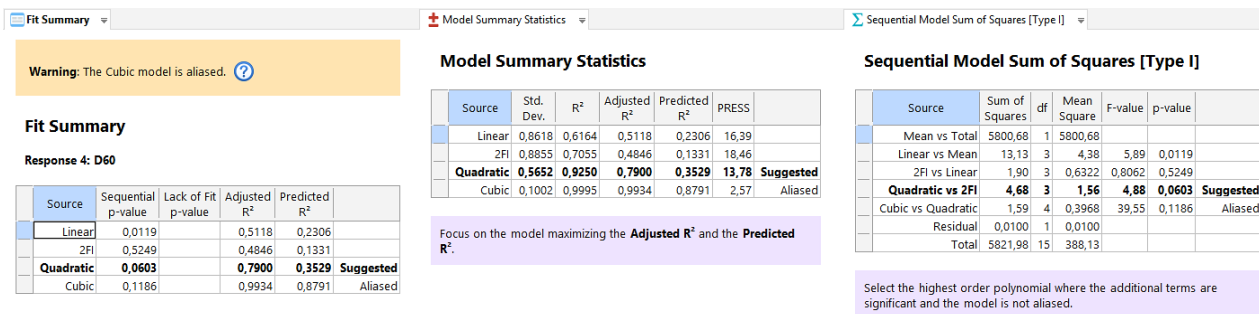 Fit Summary
Warning: The Cubic model is aliased.
Fit Summary
Response 4: D60
Source Sequential p-value Lack of Fit p-value Adjusted R² Predicted R²
Linear 0,0119 0,5118 0,2306
2FI 0,5249 0,4846 0,1331
Quadratic 0,0603 0,7900 0,3529 Suggested
Cubic 0,1186 0,9934 0,8791 Aliased
Model Summary Statistics
Model Summary Statistics
Source Std. Dev. R² Adjusted R² Predicted R² PRESS
Linear 0,8618 0,6164 0,5118 0,2306 16,39
2FI 0,8855 0,7055 0,4846 0,1331 18,46
Quadratic 0,5652 0,9250 0,7900 0,3529 13,78 Suggested
Cubic 0,1002 0,9995 0,9934 0,8791 2,57 Aliased
Focus on the model maximizing the Adjusted R² and the Predicted
R².
Sequential Model Sum of Squares [Type I]
Sequential Model Sum of Squares [Type I]
Source Sum of Squares df Mean Square F-value p-value
Mean vs Total 5800,68 1 5800,68
Linear vs Mean 13,13 3 4,38 5,89 0,0119
2FI vs Linear 1,90 3 0,6322 0,8062 0,5249
Quadratic vs 2FI 4,68 3 1,56 4,88 0,0603 Suggested
Cubic vs Quadratic 1,59 4 0,3968 39,55 0,1186 Aliased
Residual 0,0100 1 0,0100
Total 5821,98 15 388,13
Select the highest order polynomial where the additional terms are
significant and the model is not aliased.